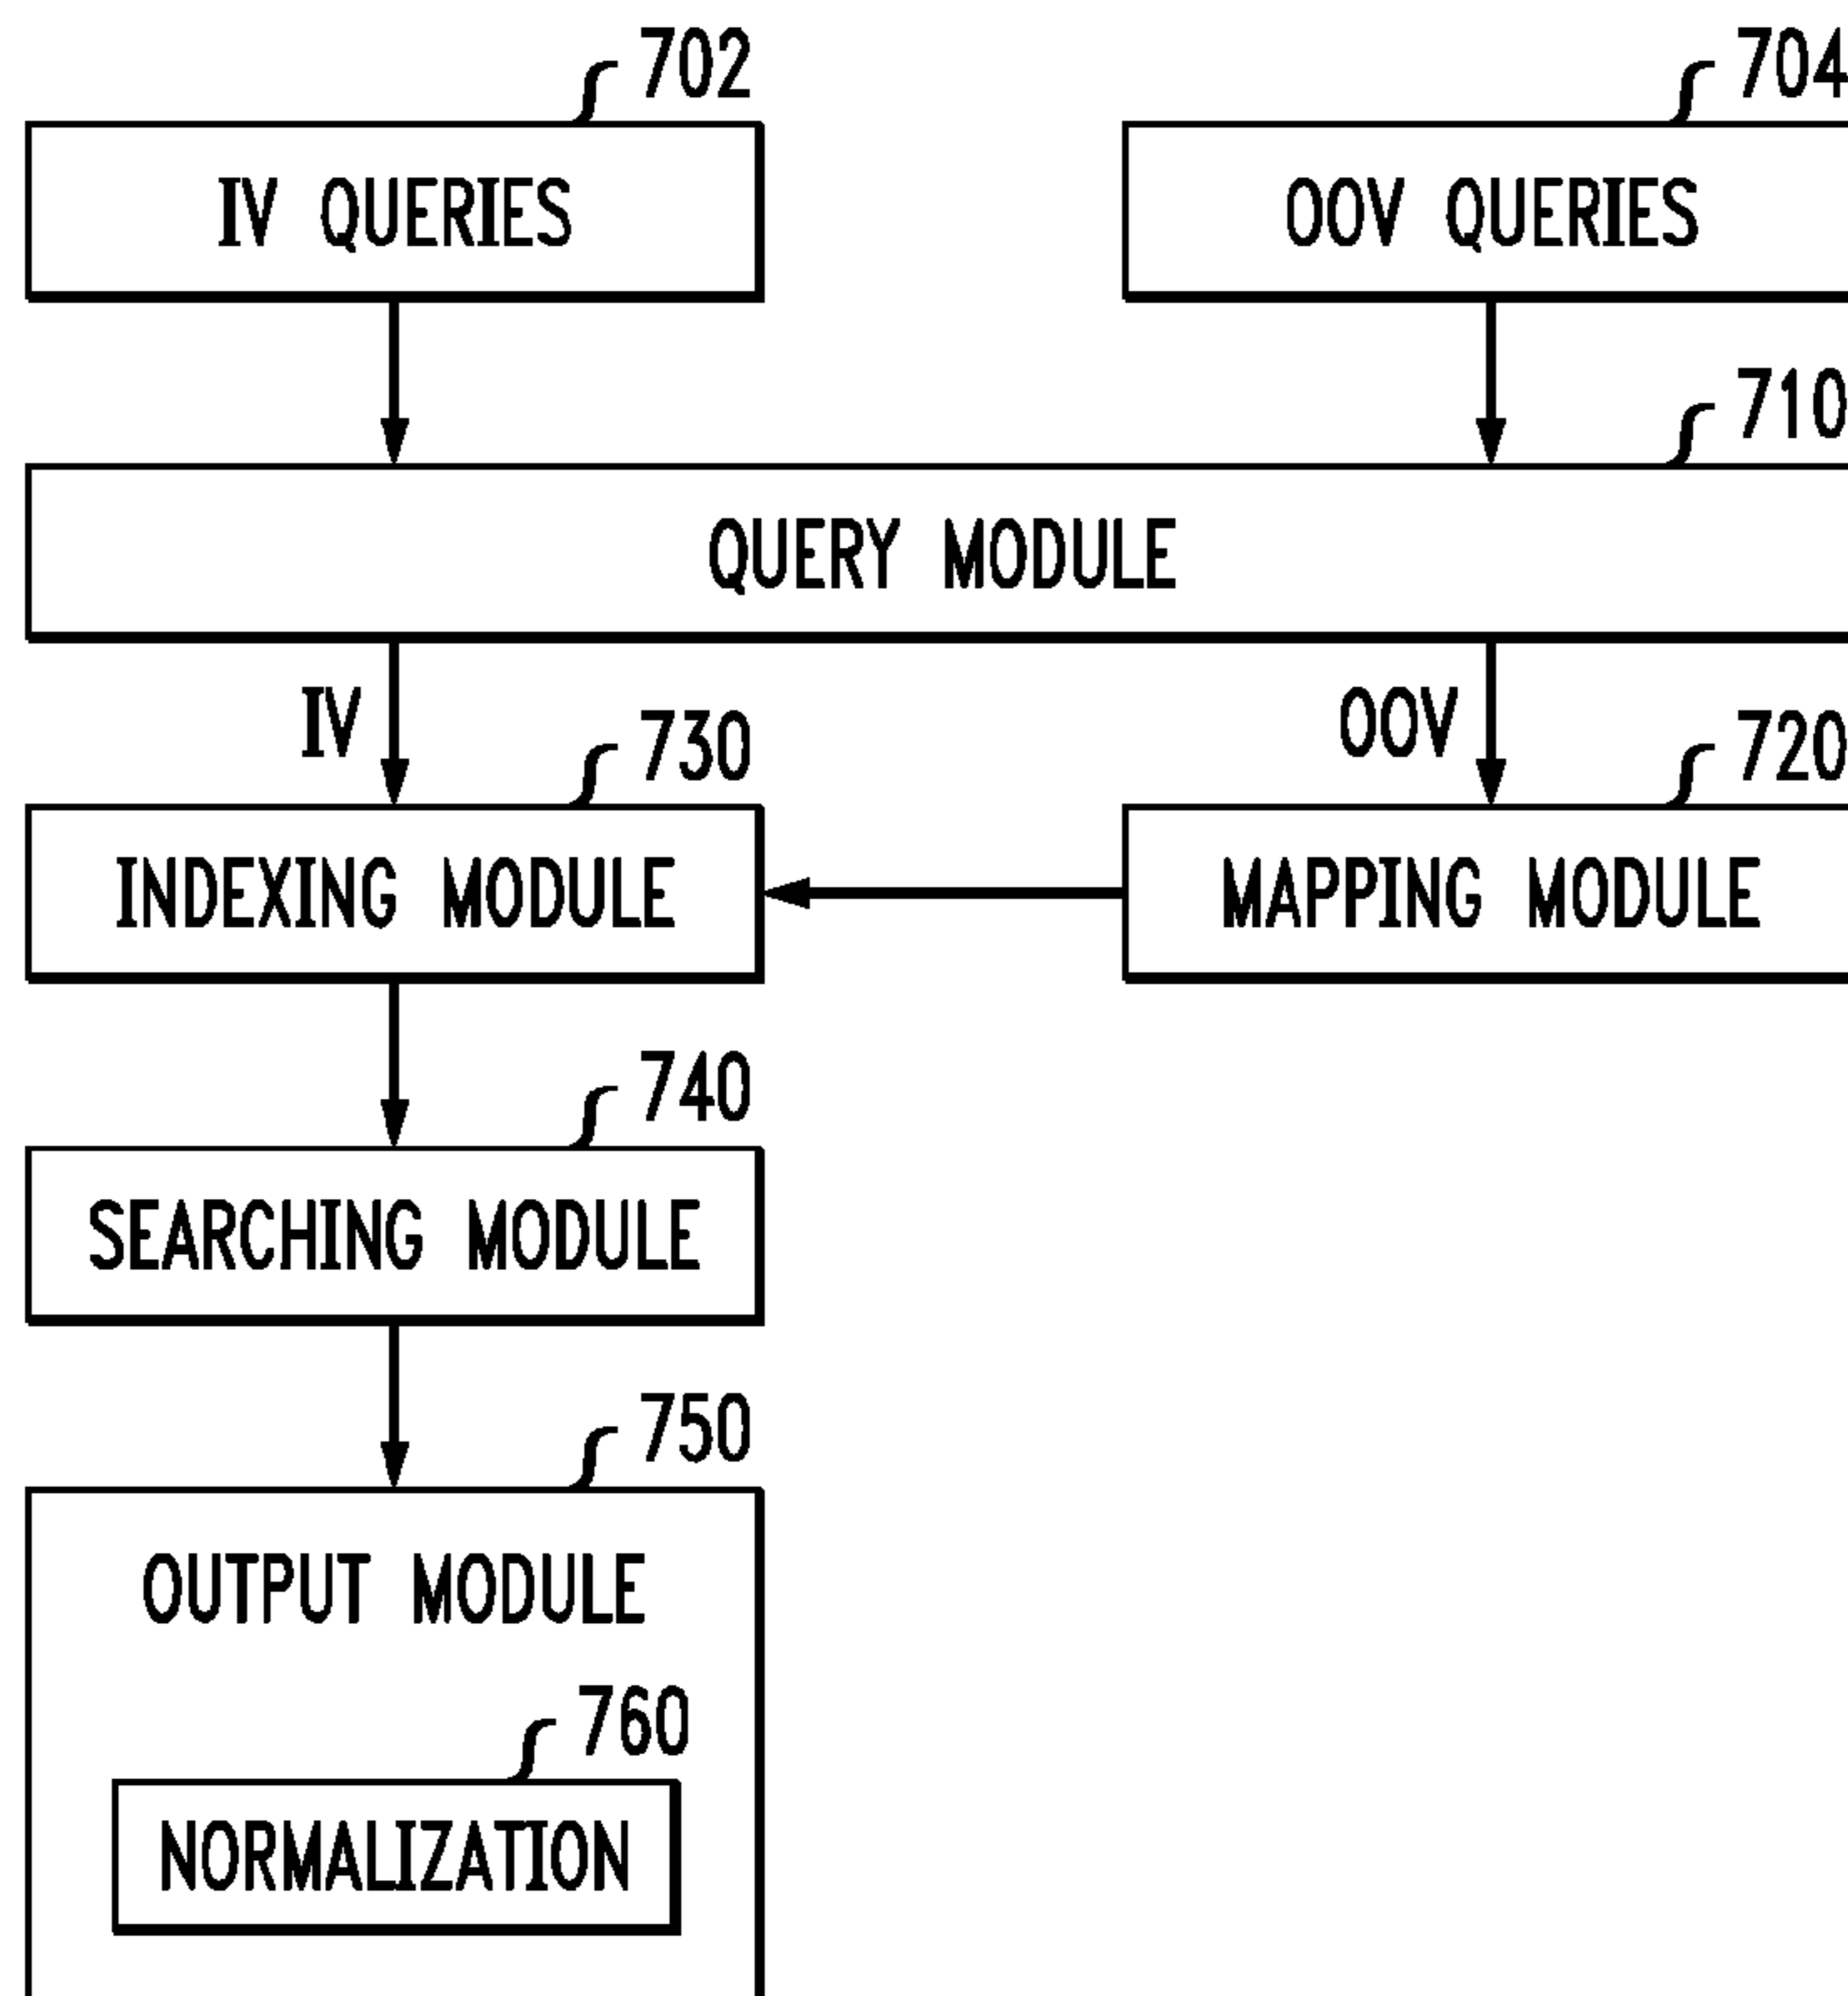 702
704
IV QUERIES
OOV QUERIES
710
QUERY MODULE
IV
OOV
730
720
INDEXING MODULE
MAPPING MODULE
740
SEARCHING MODULE
750
OUTPUT MODULE
760
NORMALIZATION